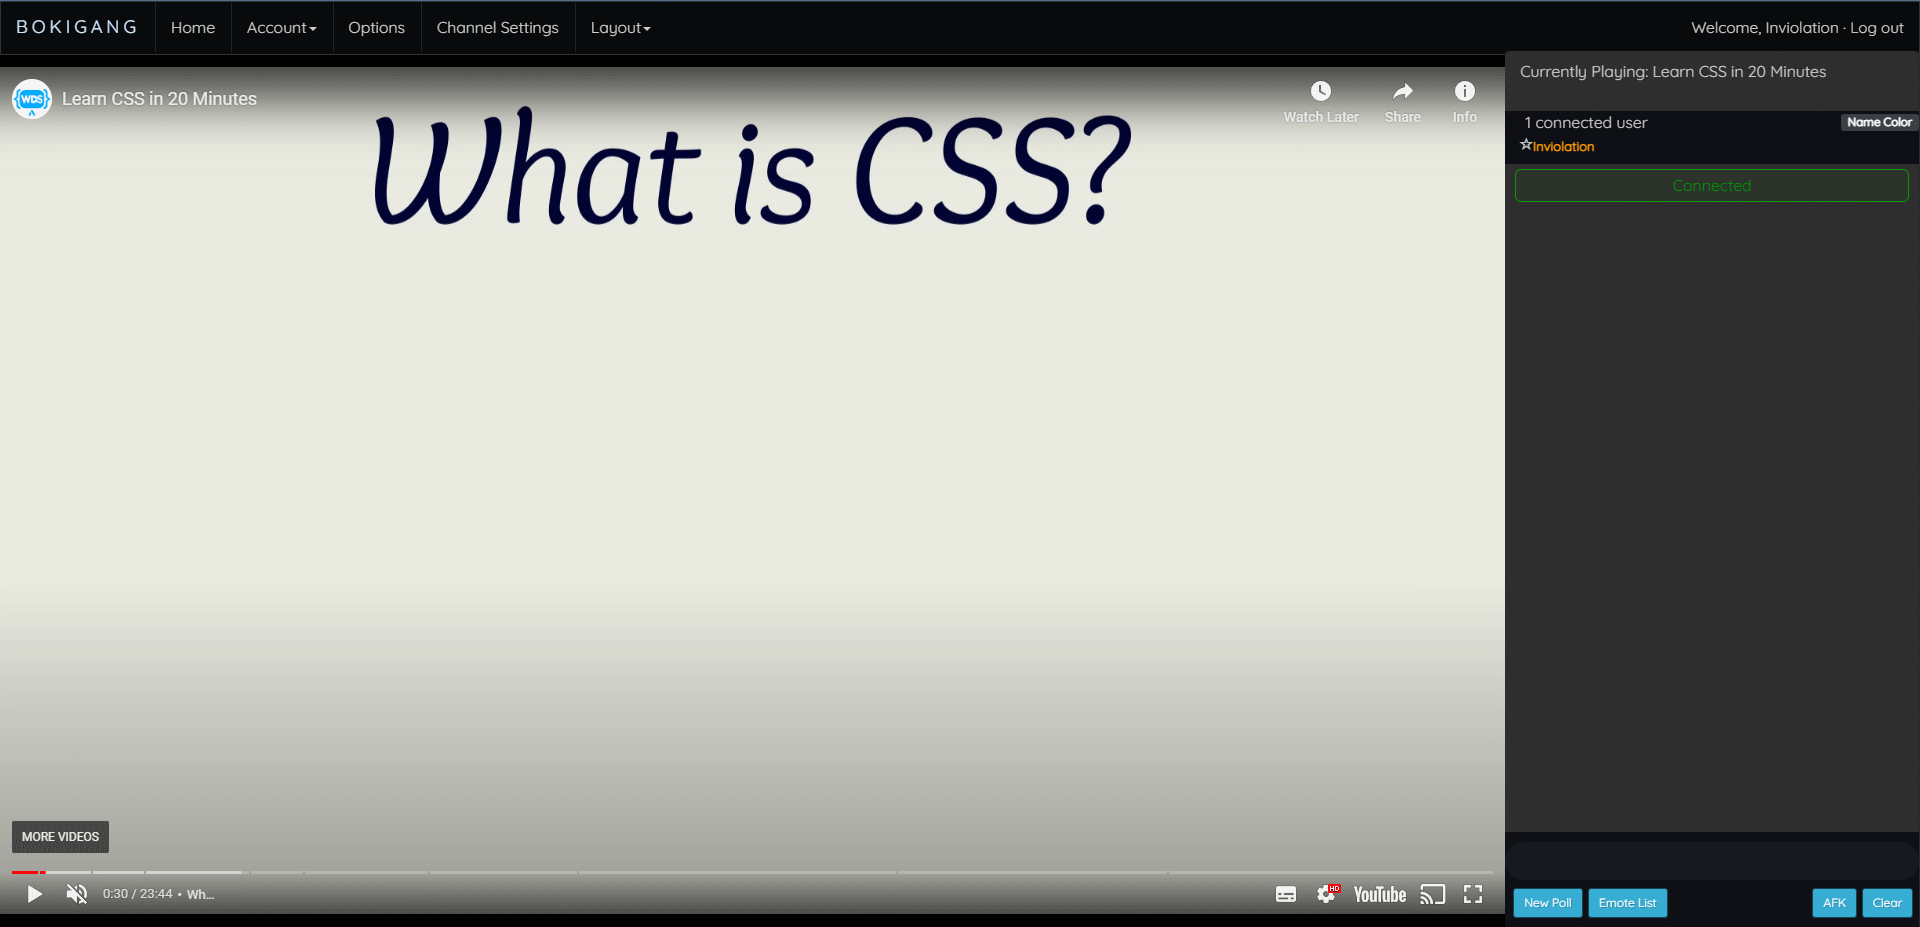 BOKIGANG Home Account Options Channel Settings Layout Welcome, Inviolation · Log out
WDS Learn CSS in 20 Minutes
Watch Later Share Info
What is CSS?
MORE VIDEOS
0:30 / 23:44 • Wh...
HD YouTube
Currently Playing: Learn CSS in 20 Minutes
1 connected user Name Color
Inviolation
Connected
New Poll Emote List AFK Clear